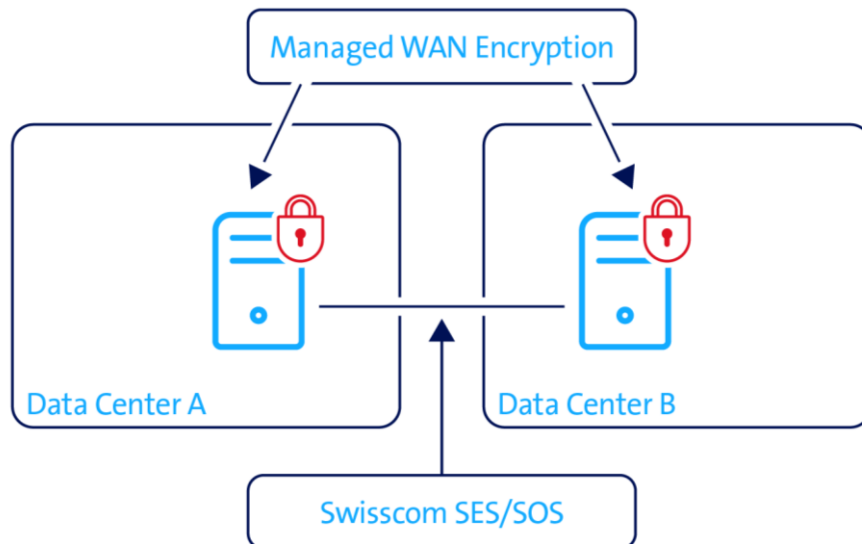 Managed WAN Encryption
Data Center A
Data Center B
Swisscom SES/SOS